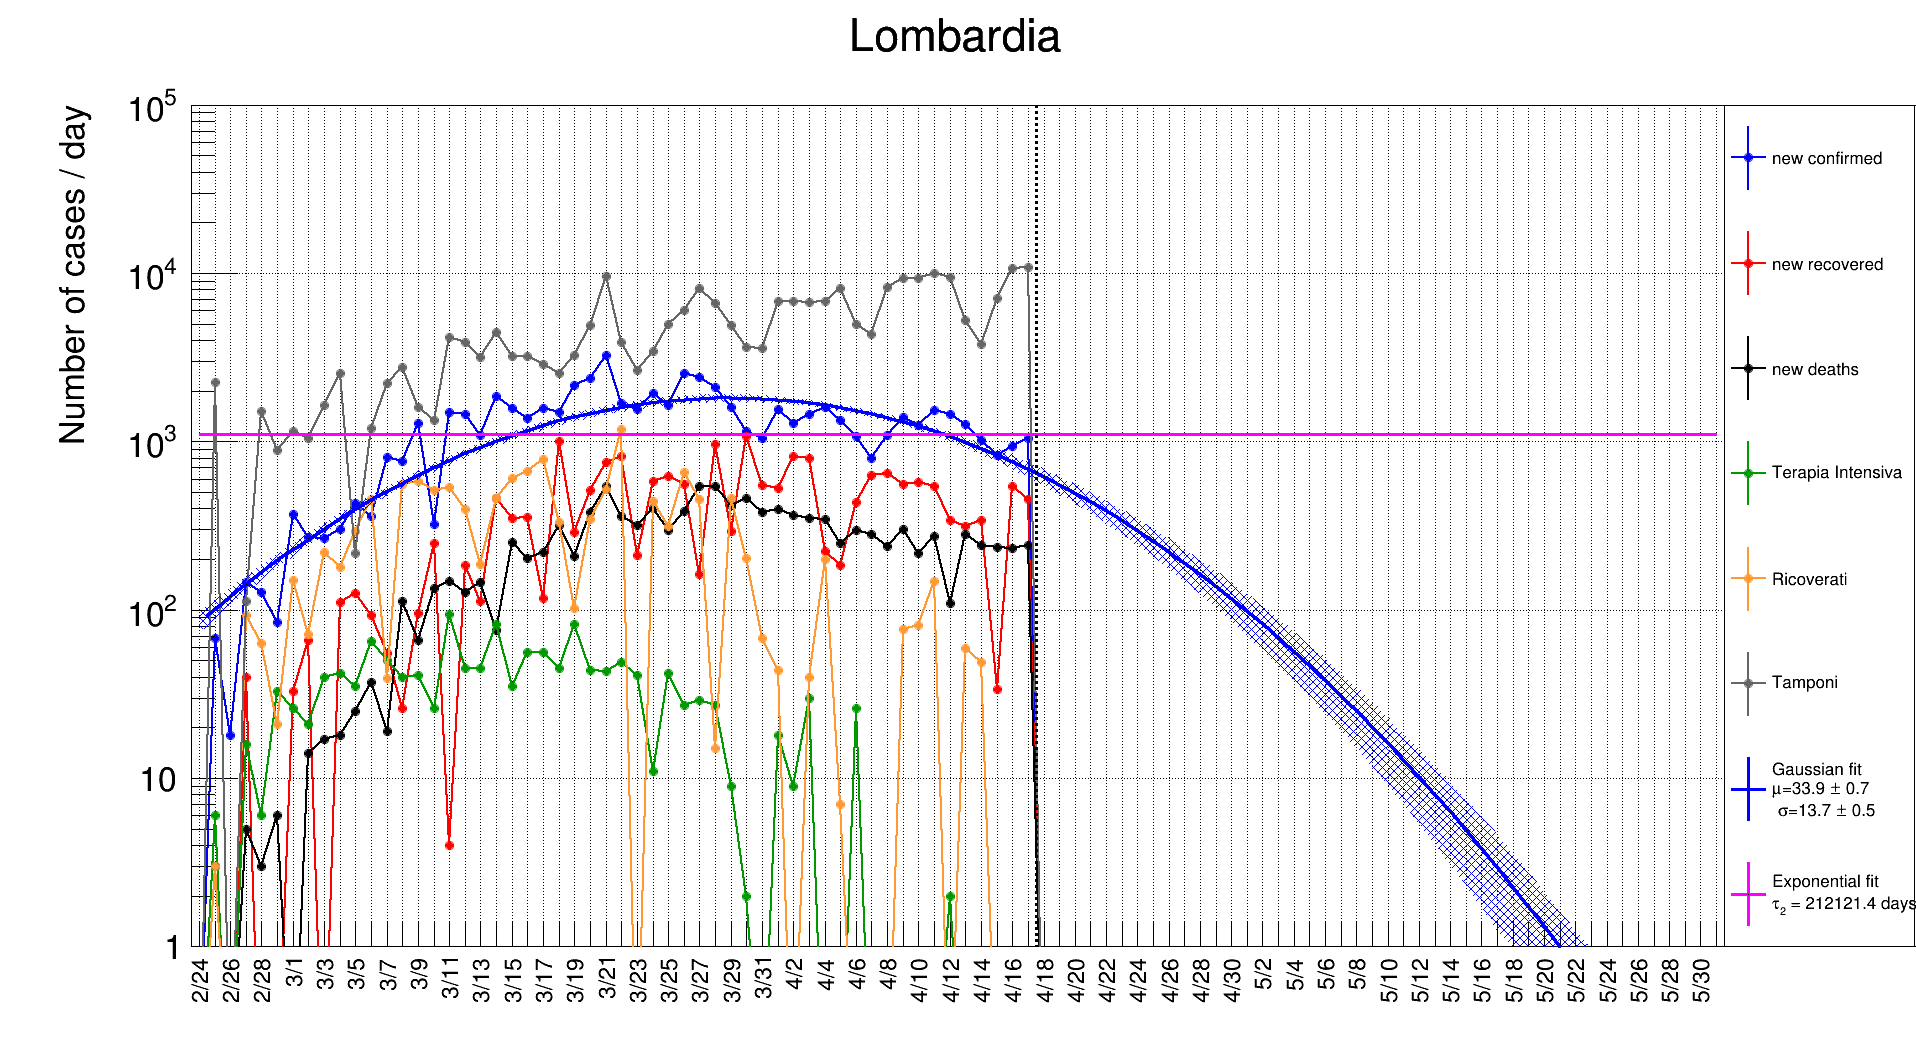 Lombardia
Number of cases / day
10^5
10^4
10^3
10^2
10
1
2/24 2/26 2/28 3/1 3/3 3/5 3/7 3/9 3/11 3/13 3/15 3/17 3/19 3/21 3/23 3/25 3/27 3/29 3/31 4/2 4/4 4/6 4/8 4/10 4/12 4/14 4/16 4/18 4/20 4/22 4/24 4/26 4/28 4/30 5/2 5/4 5/6 5/8 5/10 5/12 5/14 5/16 5/18 5/20 5/22 5/24 5/26 5/28 5/30
new confirmed
new recovered
new deaths
Terapia Intensiva
Ricoverati
Tamponi
Gaussian fit
μ=33.9 ± 0.7
σ=13.7 ± 0.5
Exponential fit
τ_2 = 212121.4 days